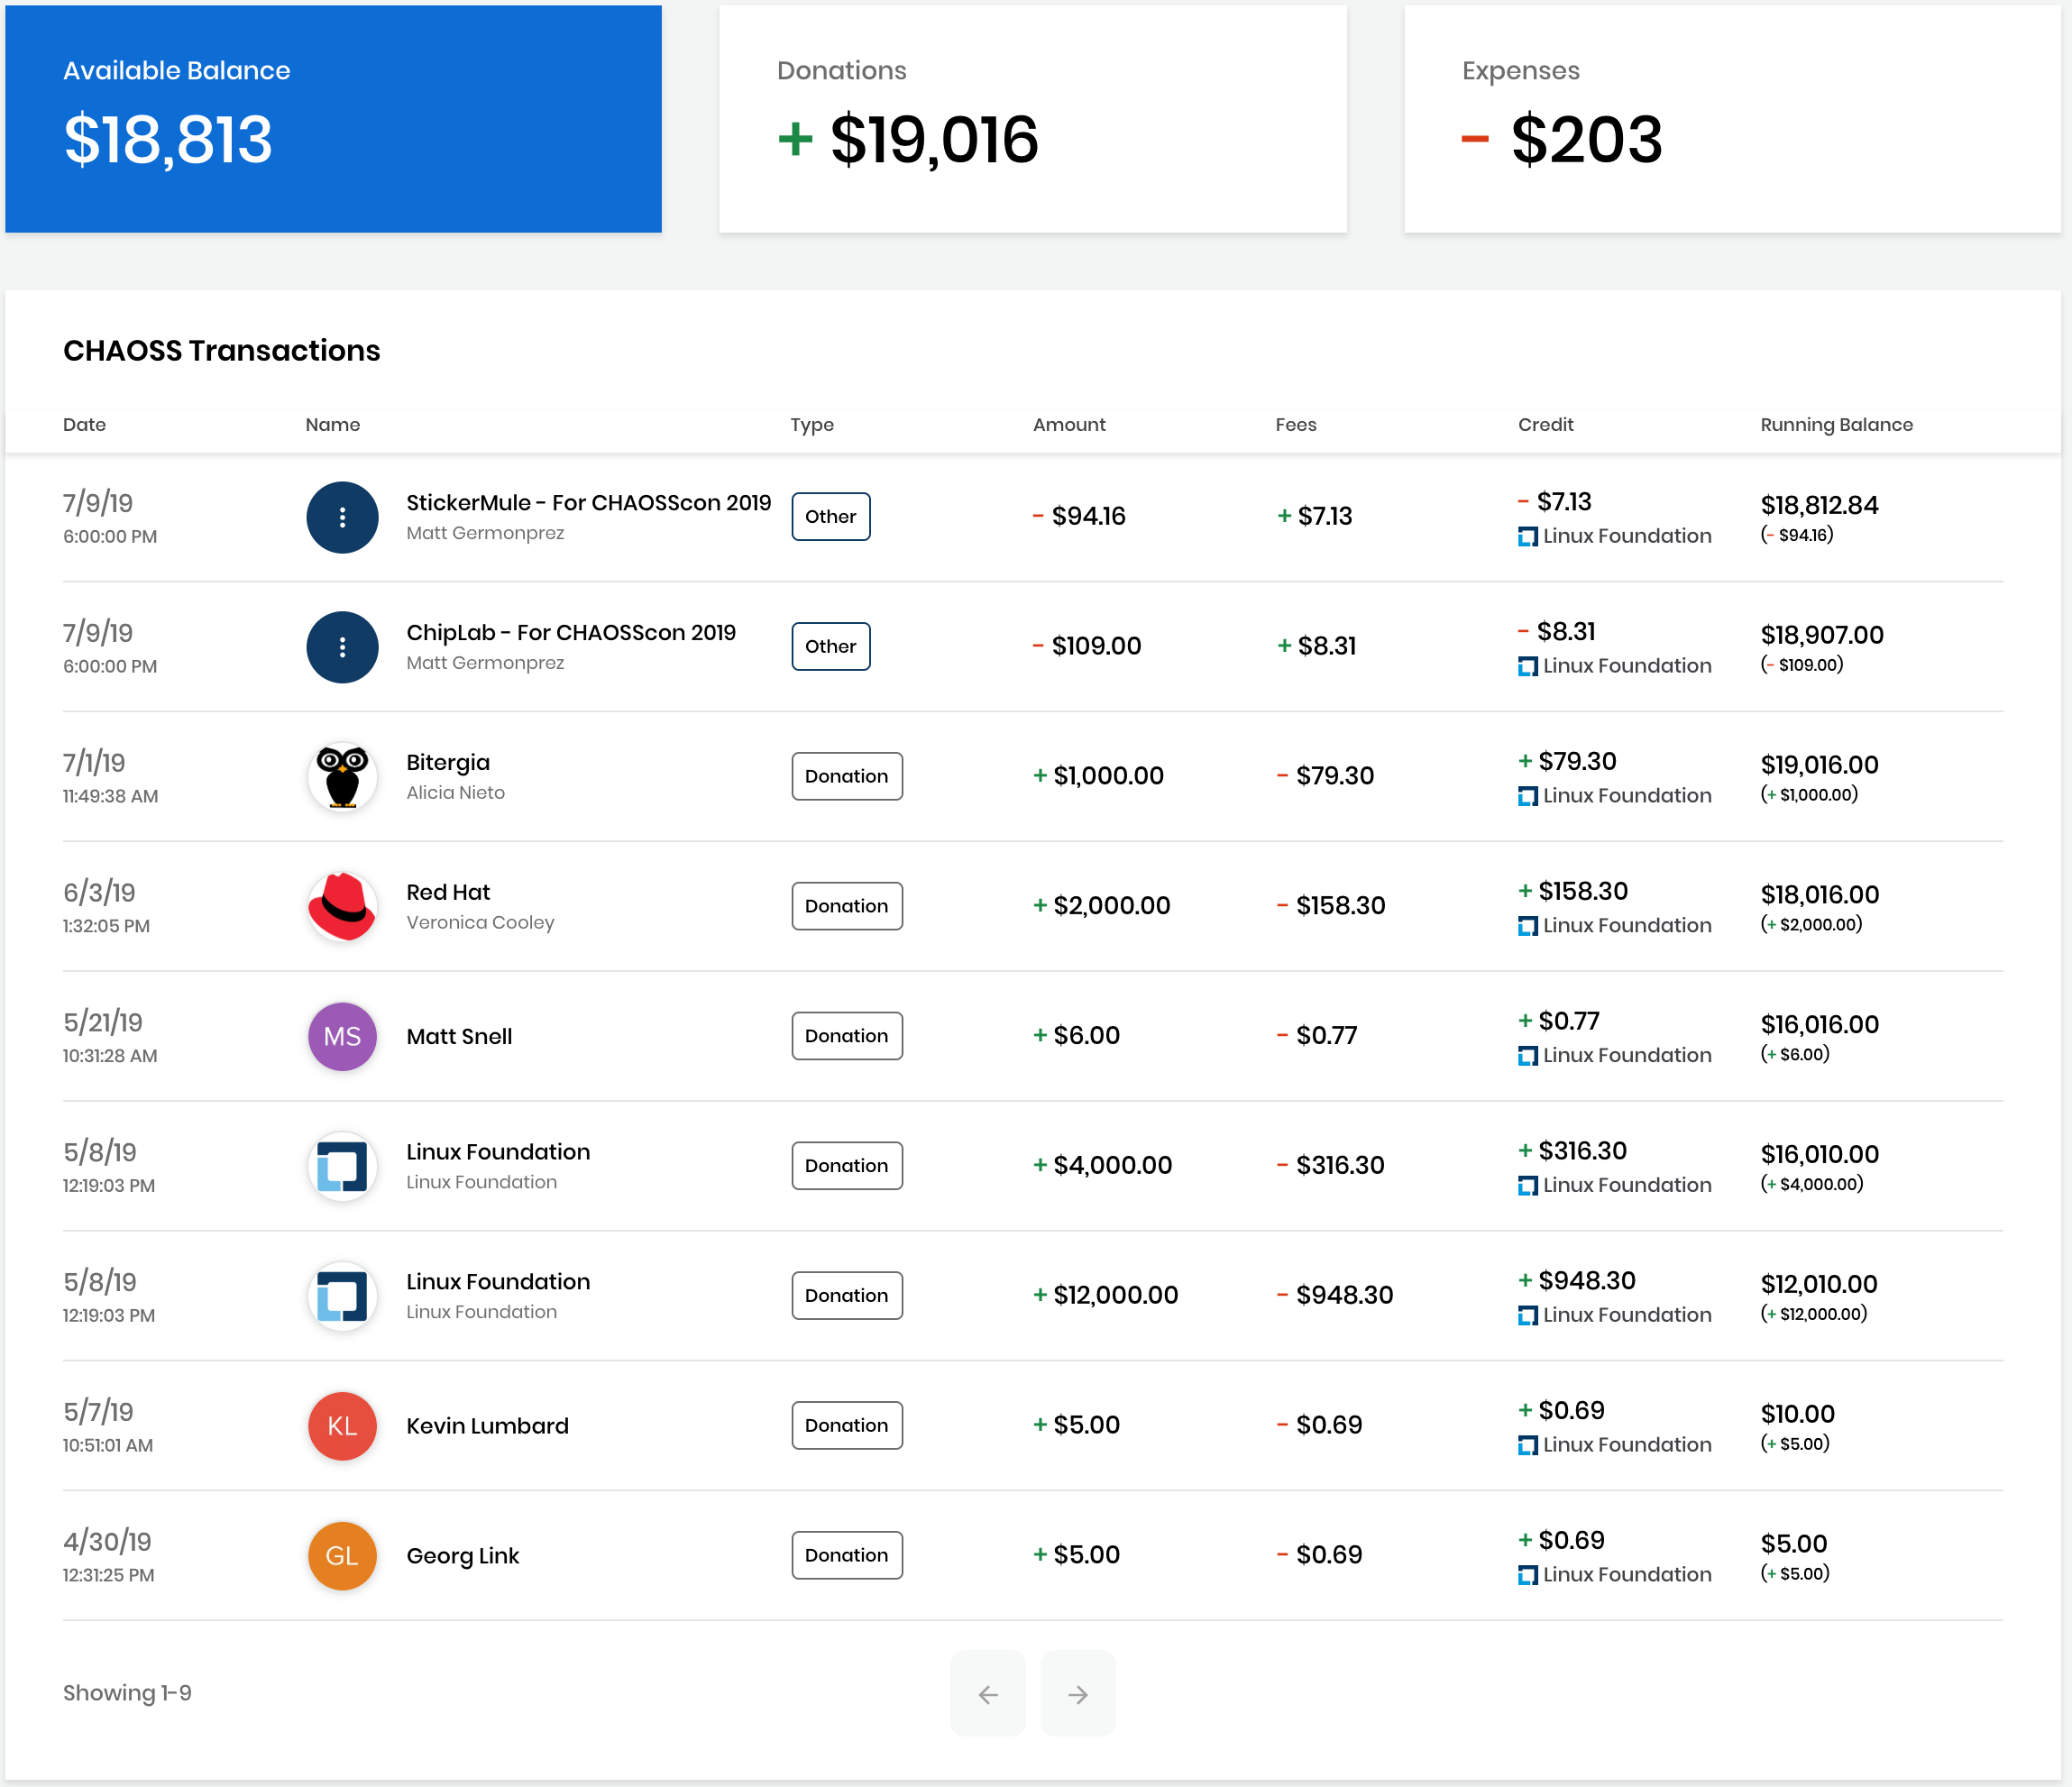 Available Balance
$18,813
Donations
+ $19,016
Expenses
- $203
CHAOSS Transactions
Date Name Type Amount Fees Credit Running Balance
7/9/19
6:00:00 PM
StickerMule - For CHAOSScon 2019
Matt Germonprez
Other
- $94.16
+ $7.13
- $7.13
Linux Foundation
$18,812.84
(- $94.16)
7/9/19
6:00:00 PM
ChipLab - For CHAOSScon 2019
Matt Germonprez
Other
- $109.00
+ $8.31
- $8.31
Linux Foundation
$18,907.00
(- $109.00)
7/1/19
11:49:38 AM
Bitergia
Alicia Nieto
Donation
+ $1,000.00
- $79.30
+ $79.30
Linux Foundation
$19,016.00
(+ $1,000.00)
6/3/19
1:32:05 PM
Red Hat
Veronica Cooley
Donation
+ $2,000.00
- $158.30
+ $158.30
Linux Foundation
$18,016.00
(+ $2,000.00)
5/21/19
10:31:28 AM
MS
Matt Snell
Donation
+ $6.00
- $0.77
+ $0.77
Linux Foundation
$16,016.00
(+ $6.00)
5/8/19
12:19:03 PM
Linux Foundation
Linux Foundation
Donation
+ $4,000.00
- $316.30
+ $316.30
Linux Foundation
$16,010.00
(+ $4,000.00)
5/8/19
12:19:03 PM
Linux Foundation
Linux Foundation
Donation
+ $12,000.00
- $948.30
+ $948.30
Linux Foundation
$12,010.00
(+ $12,000.00)
5/7/19
10:51:01 AM
KL
Kevin Lumbard
Donation
+ $5.00
- $0.69
+ $0.69
Linux Foundation
$10.00
(+ $5.00)
4/30/19
12:31:25 PM
GL
Georg Link
Donation
+ $5.00
- $0.69
+ $0.69
Linux Foundation
$5.00
(+ $5.00)
Showing 1-9